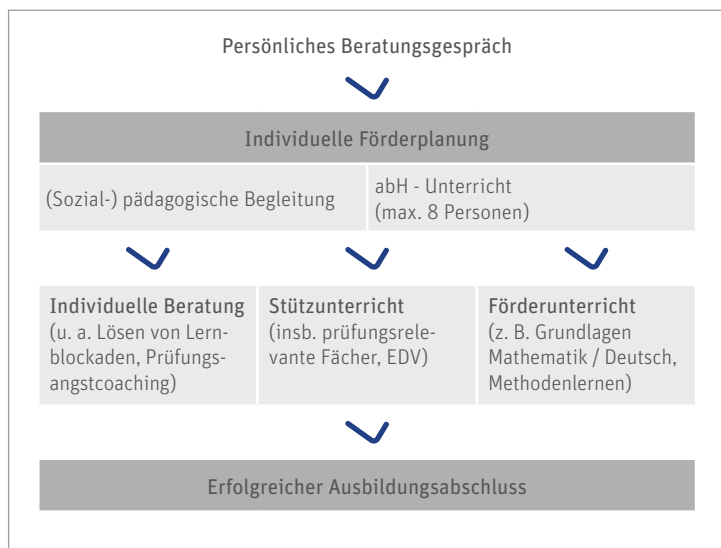 Persönliches Beratungsgespräch
Individuelle Förderplanung
(Sozial-) pädagogische Begleitung
abH - Unterricht
(max. 8 Personen)
Individuelle Beratung
(u. a. Lösen von Lern-
blockaden, Prüfungs-
angstcoaching)
Stützunterricht
(insb. prüfungsrele-
vante Fächer, EDV)
Förderunterricht
(z. B. Grundlagen
Mathematik / Deutsch,
Methodenlernen)
Erfolgreicher Ausbildungsabschluss